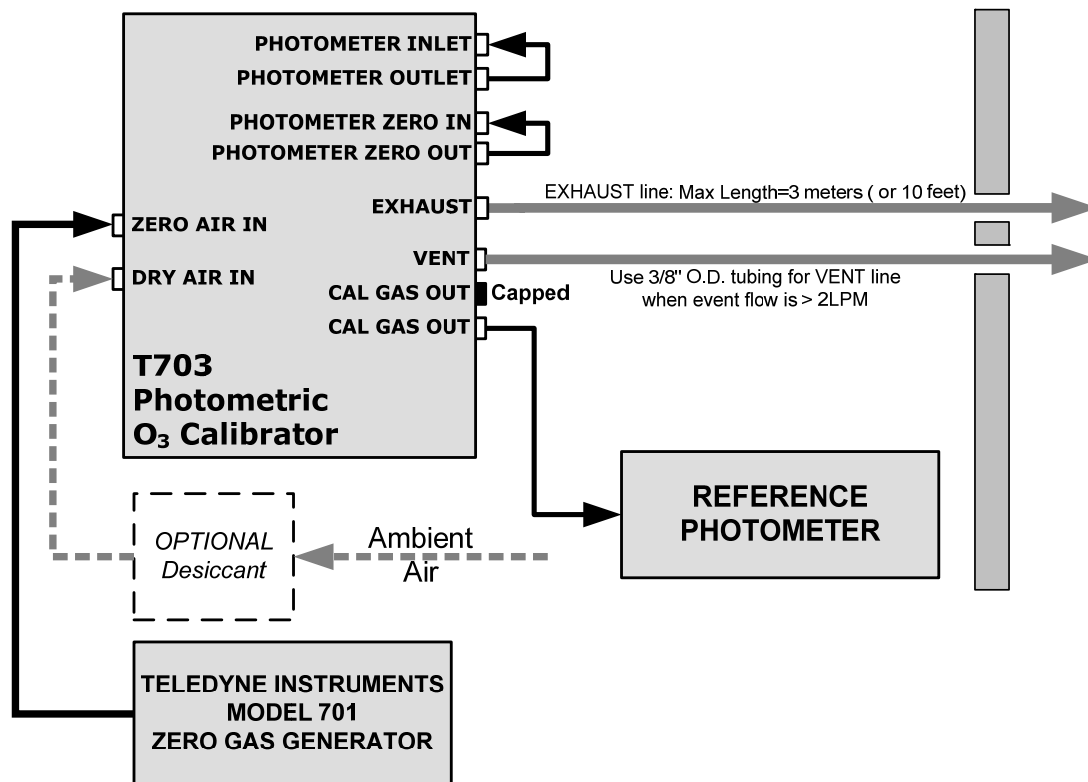 PHOTOMETER INLET
PHOTOMETER OUTLET
PHOTOMETER ZERO IN
PHOTOMETER ZERO OUT
EXHAUST
EXHAUST line: Max Length=3 meters ( or 10 feet)
ZERO AIR IN
VENT
DRY AIR IN
Use 3/8" O.D. tubing for VENT line
when event flow is > 2LPM
CAL GAS OUT
Capped
CAL GAS OUT
T703
Photometric
O₃ Calibrator
REFERENCE
PHOTOMETER
OPTIONAL
Desiccant
Ambient
Air
TELEDYNE INSTRUMENTS
MODEL 701
ZERO GAS GENERATOR